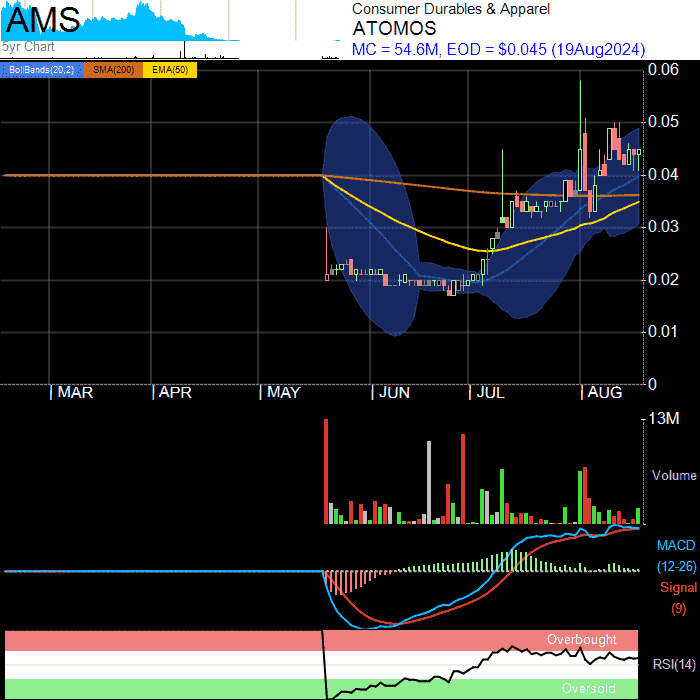 AMS
5yr Chart
Consumer Durables & Apparel
ATOMOS
MC = 54.6M, EOD = $0.045 (19Aug2024)
BollBands(20,2) SMA(200) EMA(50)
0.06
0.05
0.04
0.03
0.02
0.01
0
MAR APR MAY JUN JUL AUG
13M
Volume
MACD
(12-26)
Signal
(9)
Overbought
RSI(14)
Oversold